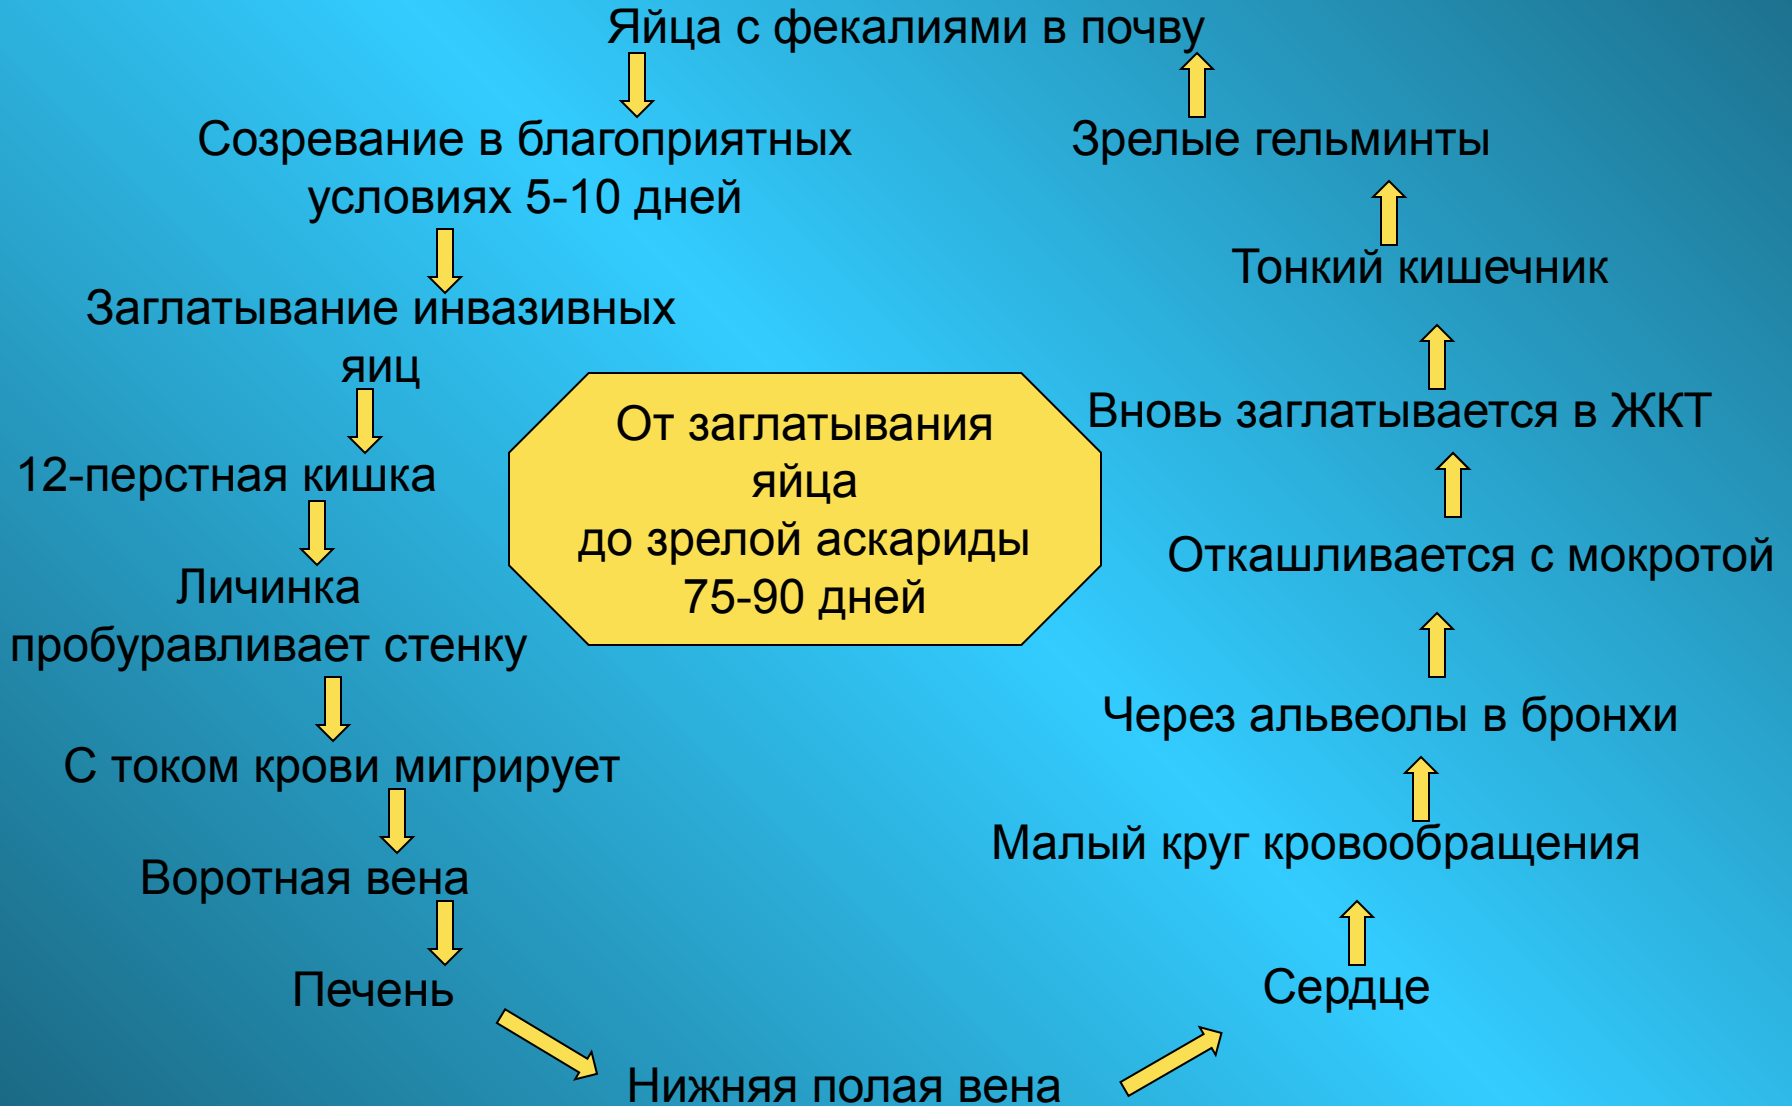 Яйца с фекалиями в почву
Созревание в благоприятных
условиях 5-10 дней
Заглатывание инвазивных
яиц
12-перстная кишка
Личинка
пробуравливает стенку
С током крови мигрирует
Воротная вена
Печень
Нижняя полая вена
Сердце
Малый круг кровообращения
Через альвеолы в бронхи
Откашливается с мокротой
Вновь заглатывается в ЖКТ
Тонкий кишечник
Зрелые гельминты
От заглатывания
яйца
до зрелой аскариды
75-90 дней